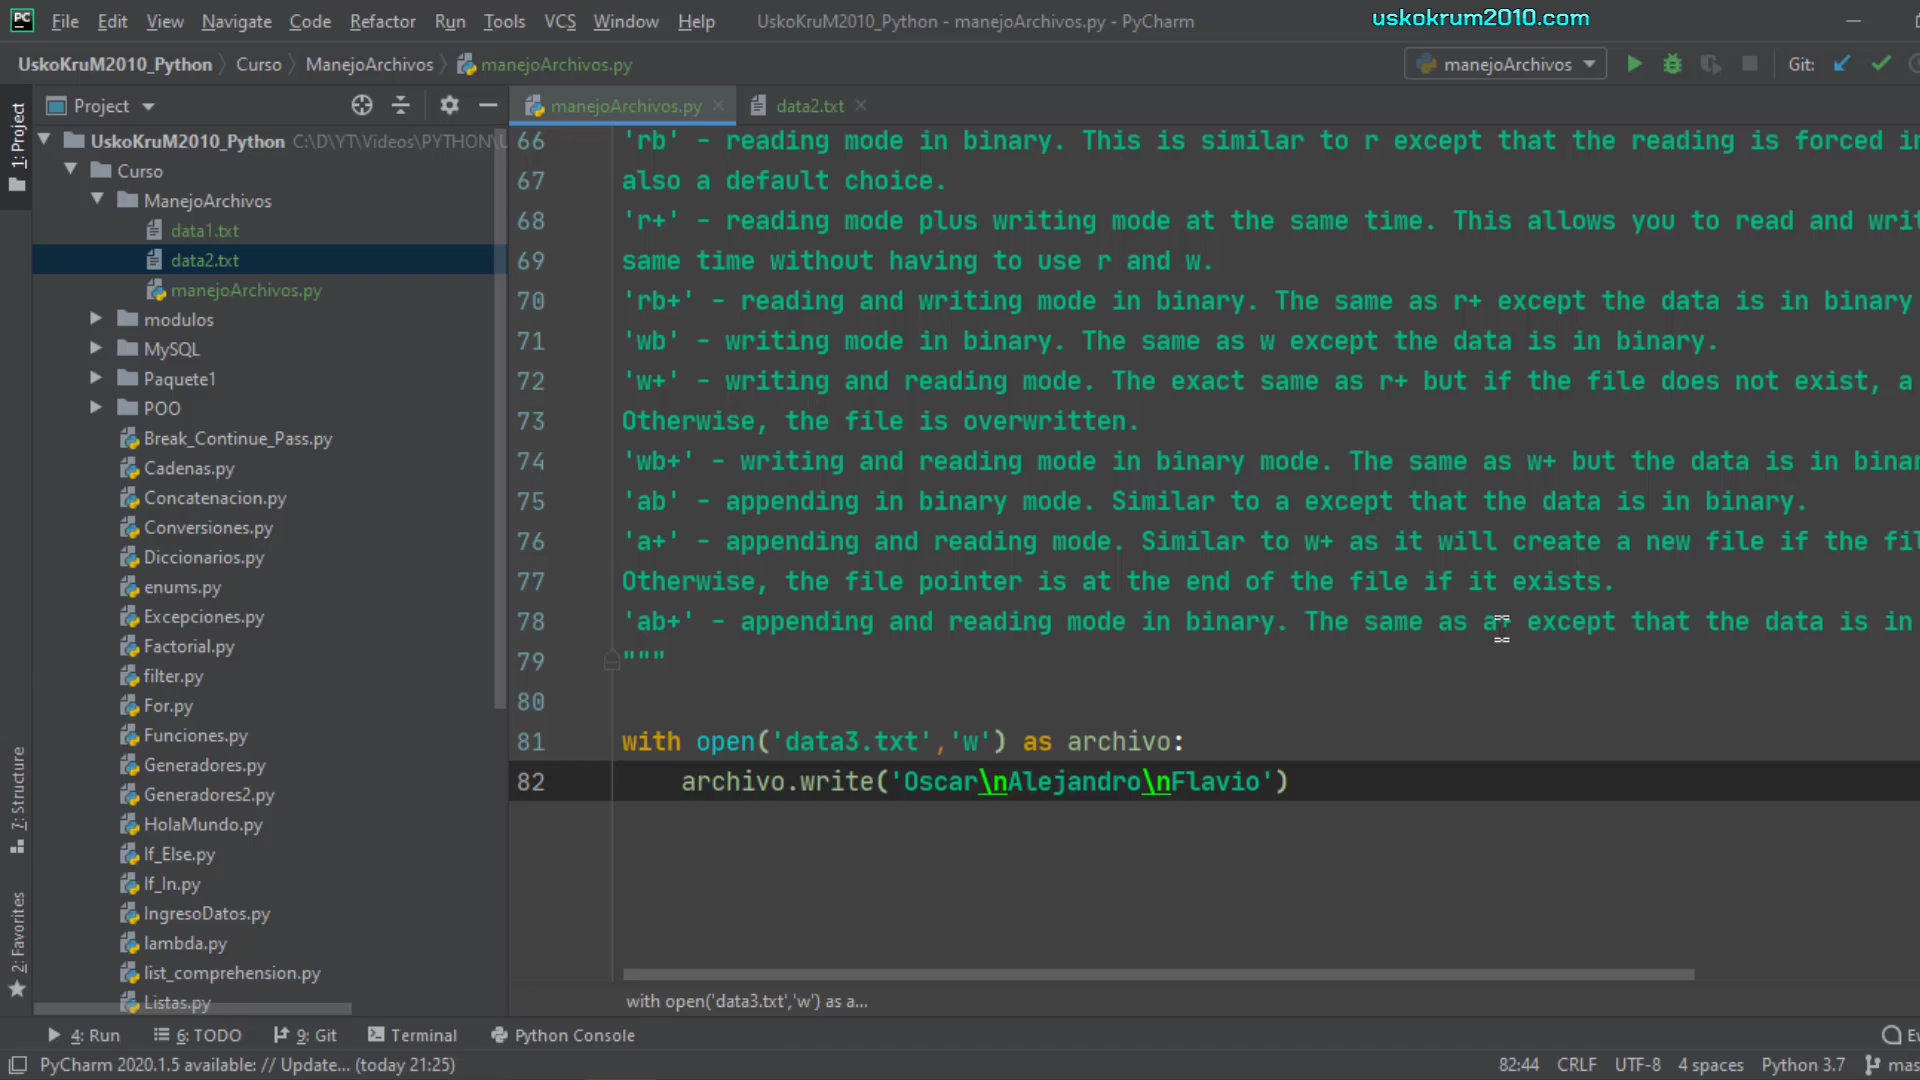 PC File Edit View Navigate Code Refactor Run Tools VCS Window Help UskoKruM2010_Python - manejoArchivos.py - PyCharm uskokrum2010.com
UskoKruM2010_Python Curso ManejoArchivos manejoArchivos.py manejoArchivos Git:
Project manejoArchivos.py data2.txt
1: Project
UskoKruM2010_Python C:\D\YT\Videos\PYTHON\U
Curso
ManejoArchivos
data1.txt
data2.txt
manejoArchivos.py
modulos
MySQL
Paquete1
POO
Break_Continue_Pass.py
Cadenas.py
Concatenacion.py
Conversiones.py
Diccionarios.py
enums.py
Excepciones.py
Factorial.py
filter.py
For.py
Funciones.py
Generadores.py
Generadores2.py
HolaMundo.py
If_Else.py
If_In.py
IngresoDatos.py
lambda.py
list_comprehension.py
Listas.py
7: Structure
2: Favorites
66 'rb' - reading mode in binary. This is similar to r except that the reading is forced in
67 also a default choice.
68 'r+' - reading mode plus writing mode at the same time. This allows you to read and writ
69 same time without having to use r and w.
70 'rb+' - reading and writing mode in binary. The same as r+ except the data is in binary
71 'wb' - writing mode in binary. The same as w except the data is in binary.
72 'w+' - writing and reading mode. The exact same as r+ but if the file does not exist, a
73 Otherwise, the file is overwritten.
74 'wb+' - writing and reading mode in binary mode. The same as w+ but the data is in binar
75 'ab' - appending in binary mode. Similar to a except that the data is in binary.
76 'a+' - appending and reading mode. Similar to w+ as it will create a new file if the fil
77 Otherwise, the file pointer is at the end of the file if it exists.
78 'ab+' - appending and reading mode in binary. The same as a+ except that the data is in
79 """
80
81 with open('data3.txt','w') as archivo:
82 archivo.write('Oscar\nAlejandro\nFlavio')
with open('data3.txt','w') as a...
4: Run 6: TODO 9: Git Terminal Python Console Ev
PyCharm 2020.1.5 available: // Update... (today 21:25) 82:44 CRLF UTF-8 4 spaces Python 3.7 mas